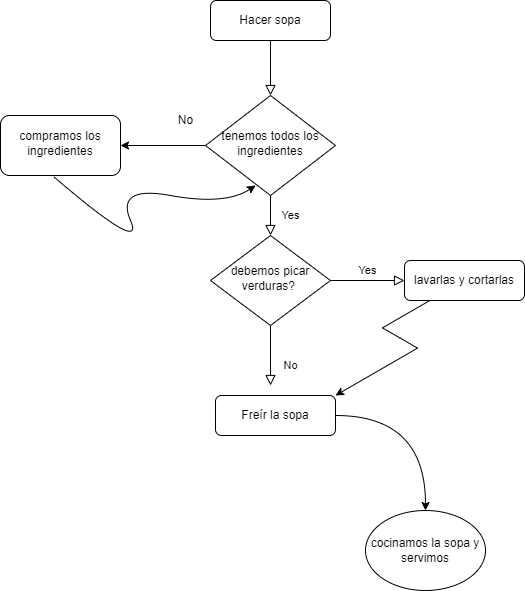 Hacer sopa
No
tenemos todos los
ingredientes
compramos los
ingredientes
Yes
debemos picar
verduras?
Yes
lavarlas y cortarlas
No
Freír la sopa
cocinamos la sopa y
servimos